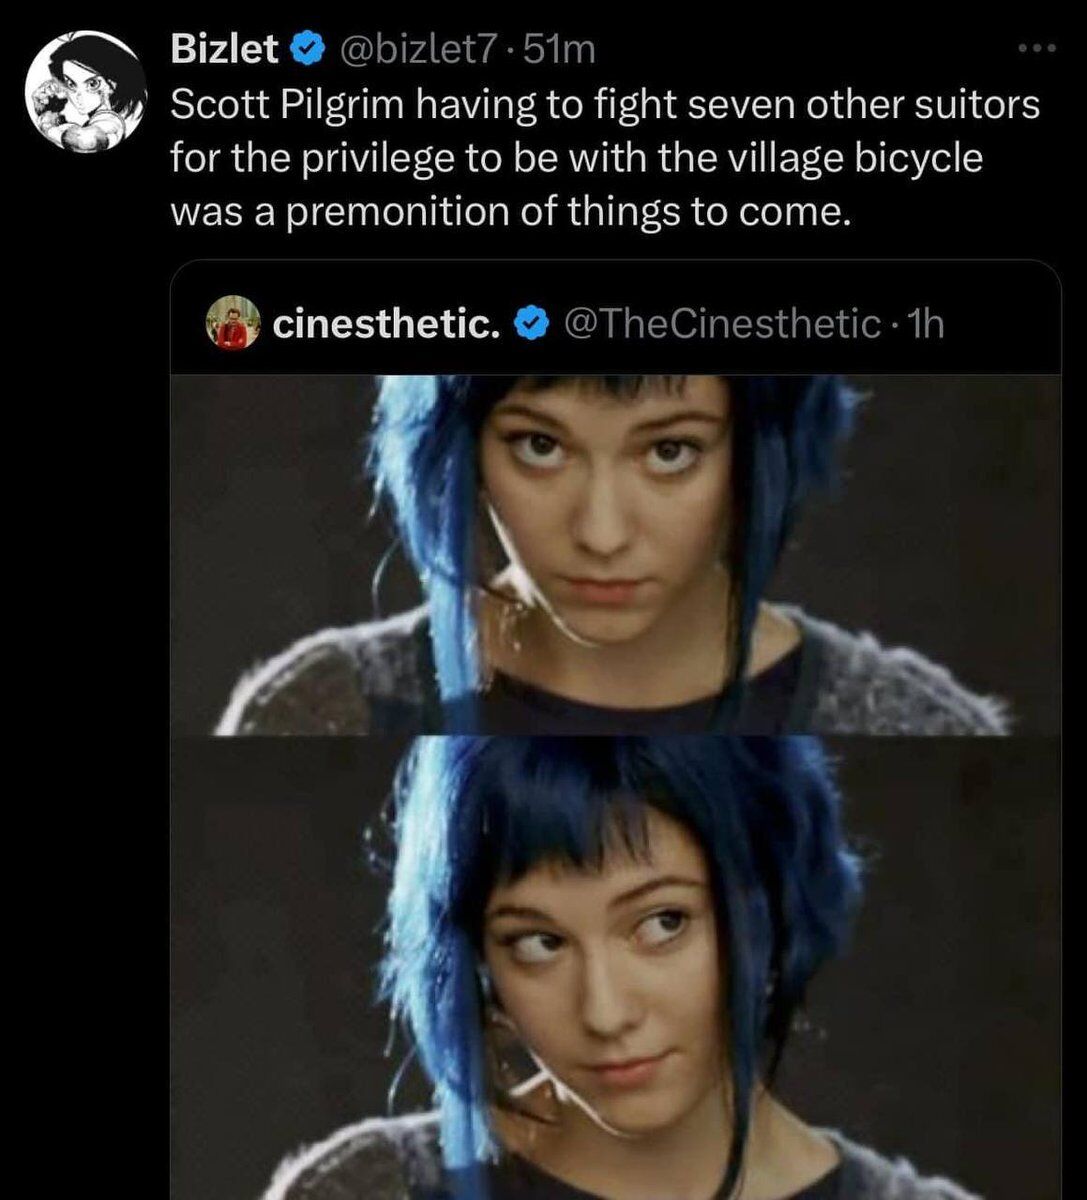 Bizlet @bizlet7 · 51m
Scott Pilgrim having to fight seven other suitors
for the privilege to be with the village bicycle
was a premonition of things to come.
cinesthetic. @TheCinesthetic · 1h